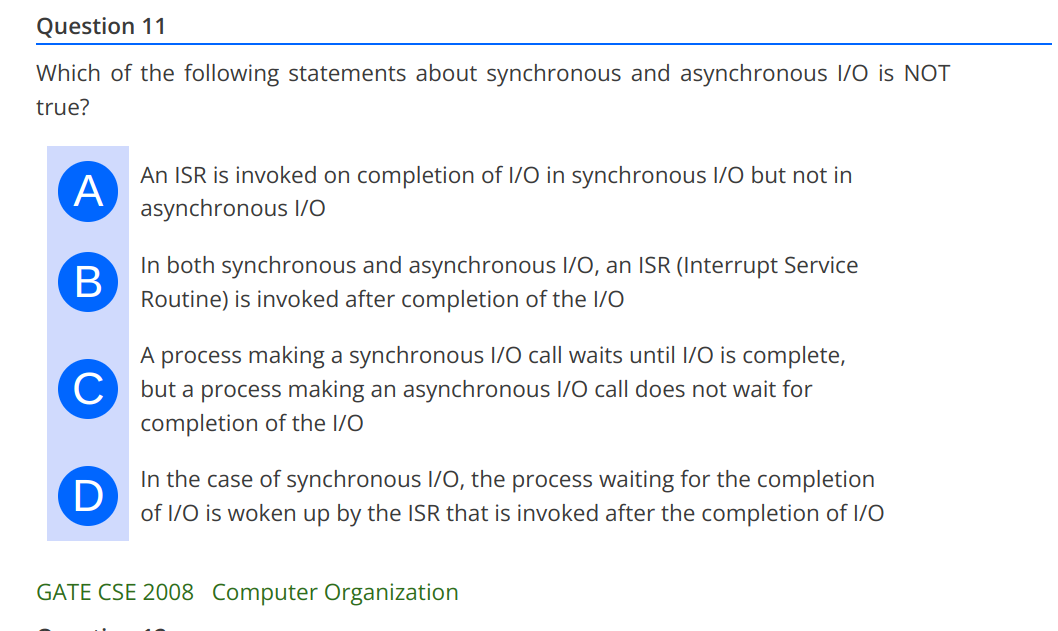 Question 11
Which of the following statements about synchronous and asynchronous I/O is NOT
true?
A
An ISR is invoked on completion of I/O in synchronous I/O but not in
asynchronous I/O
B
In both synchronous and asynchronous I/O, an ISR (Interrupt Service
Routine) is invoked after completion of the I/O
C
A process making a synchronous I/O call waits until I/O is complete,
but a process making an asynchronous I/O call does not wait for
completion of the I/O
D
In the case of synchronous I/O, the process waiting for the completion
of I/O is woken up by the ISR that is invoked after the completion of I/O
GATE CSE 2008 Computer Organization